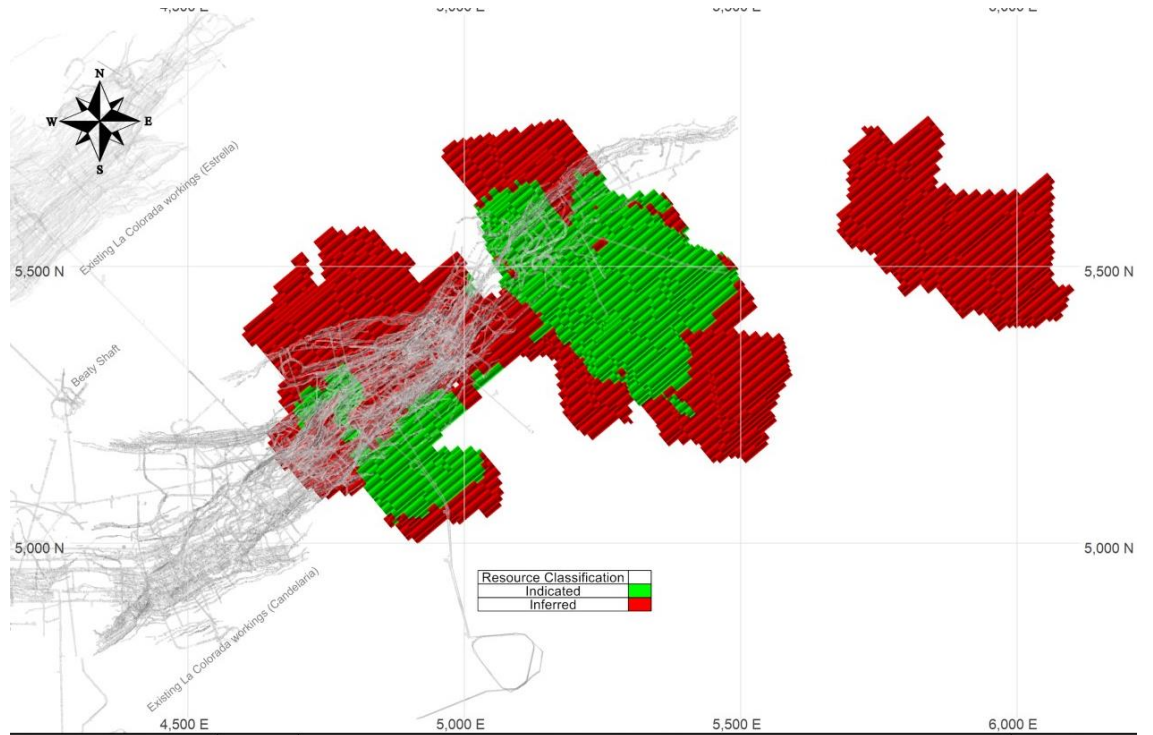 4,500 E
5,000 E
5,500 E
6,000 E
N
W
E
S
Existing La Colorada workings (Estrella)
5,500 N
5,500 N
Beaty Shaft
5,000 N
5,000 N
Resource Classification
Indicated
Inferred
Existing La Colorada workings (Candelaria)
4,500 E
5,000 E
5,500 E
6,000 E